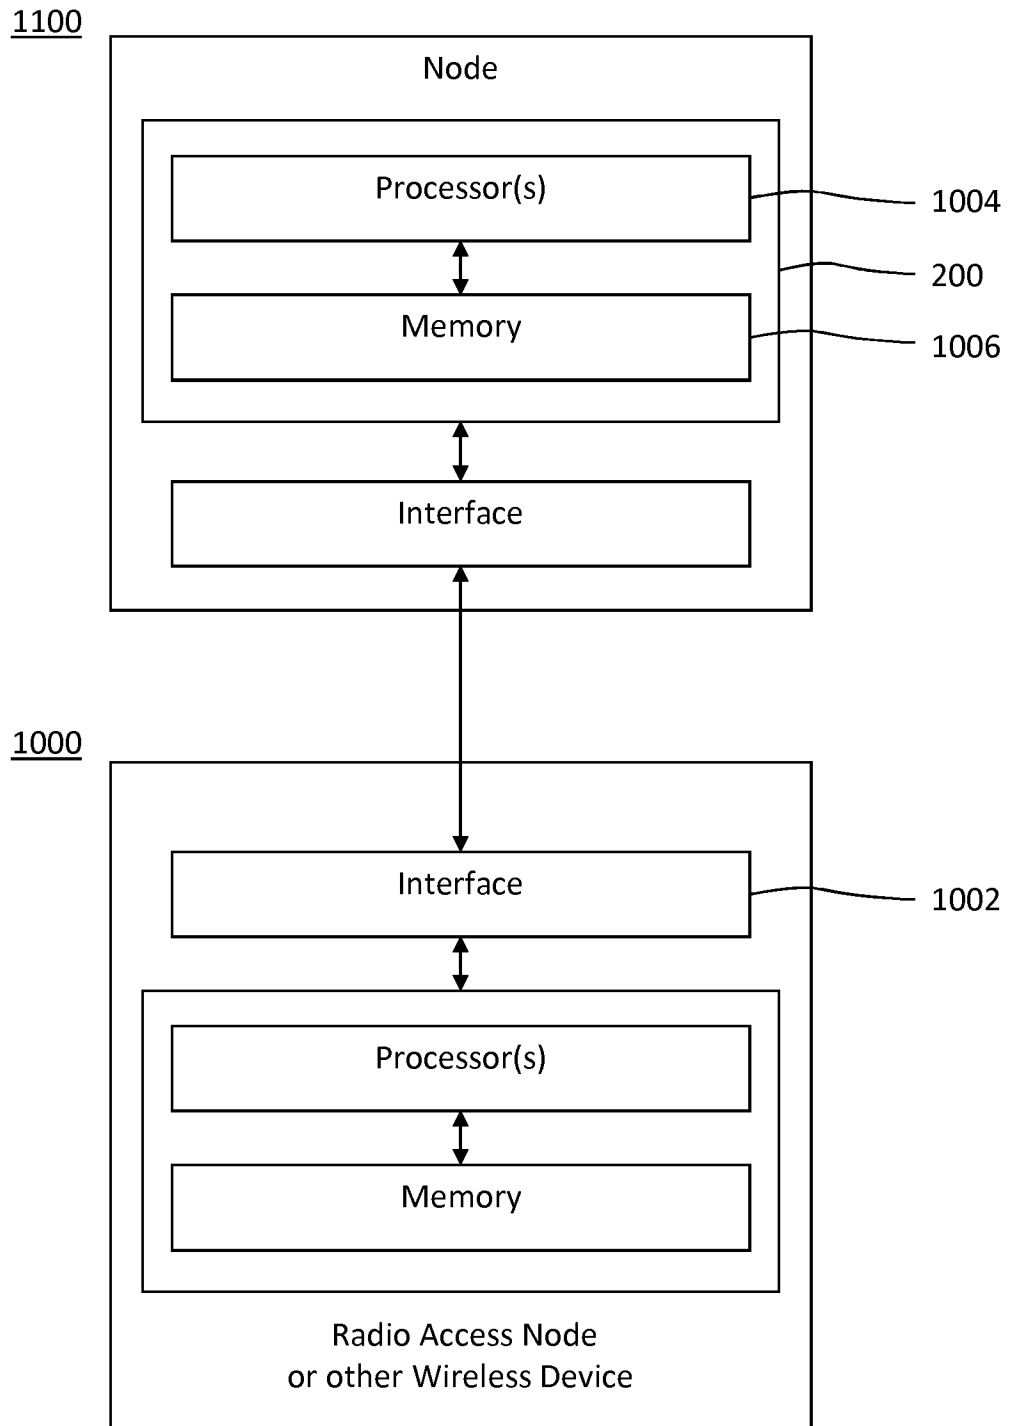 1100
Node
Processor(s)
1004
200
Memory
1006
Interface
1000
Interface
1002
Processor(s)
Memory
Radio Access Node
or other Wireless Device